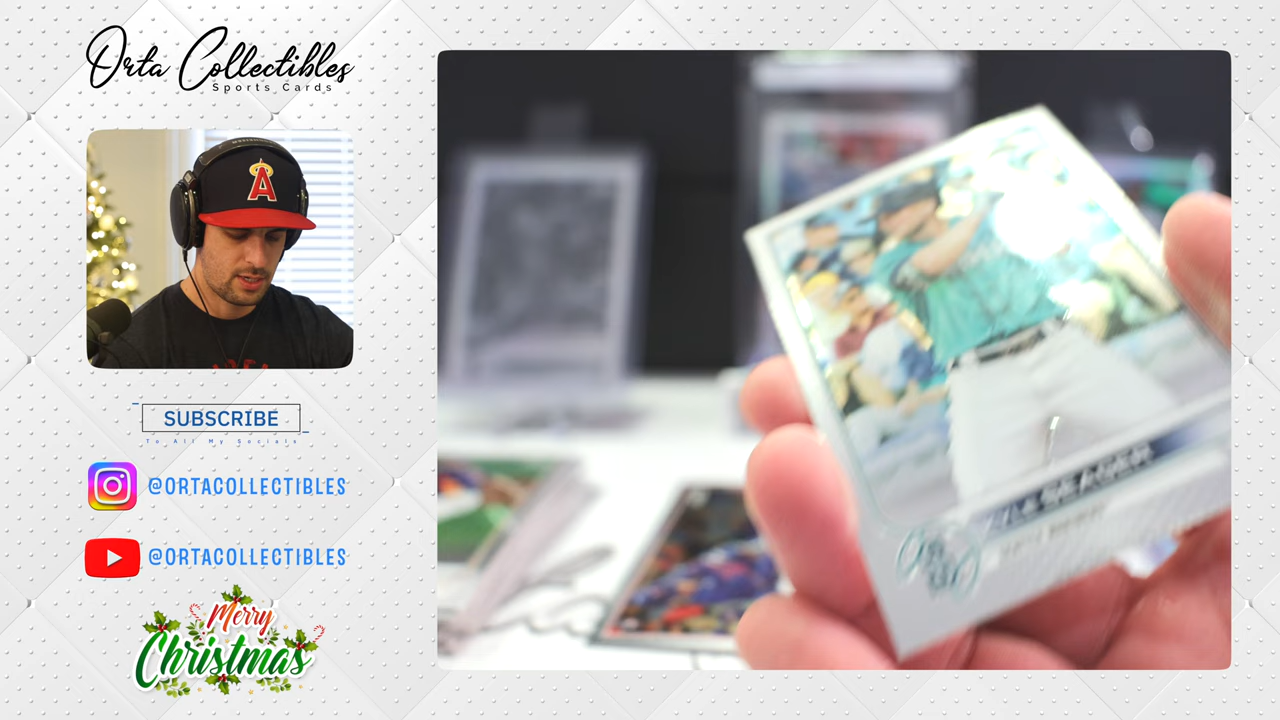 Orta Collectibles
Sports Cards
A
SUBSCRIBE
To All My Socials
@ORTACOLLECTIBLES
@ORTACOLLECTIBLES
Merry
Christmas